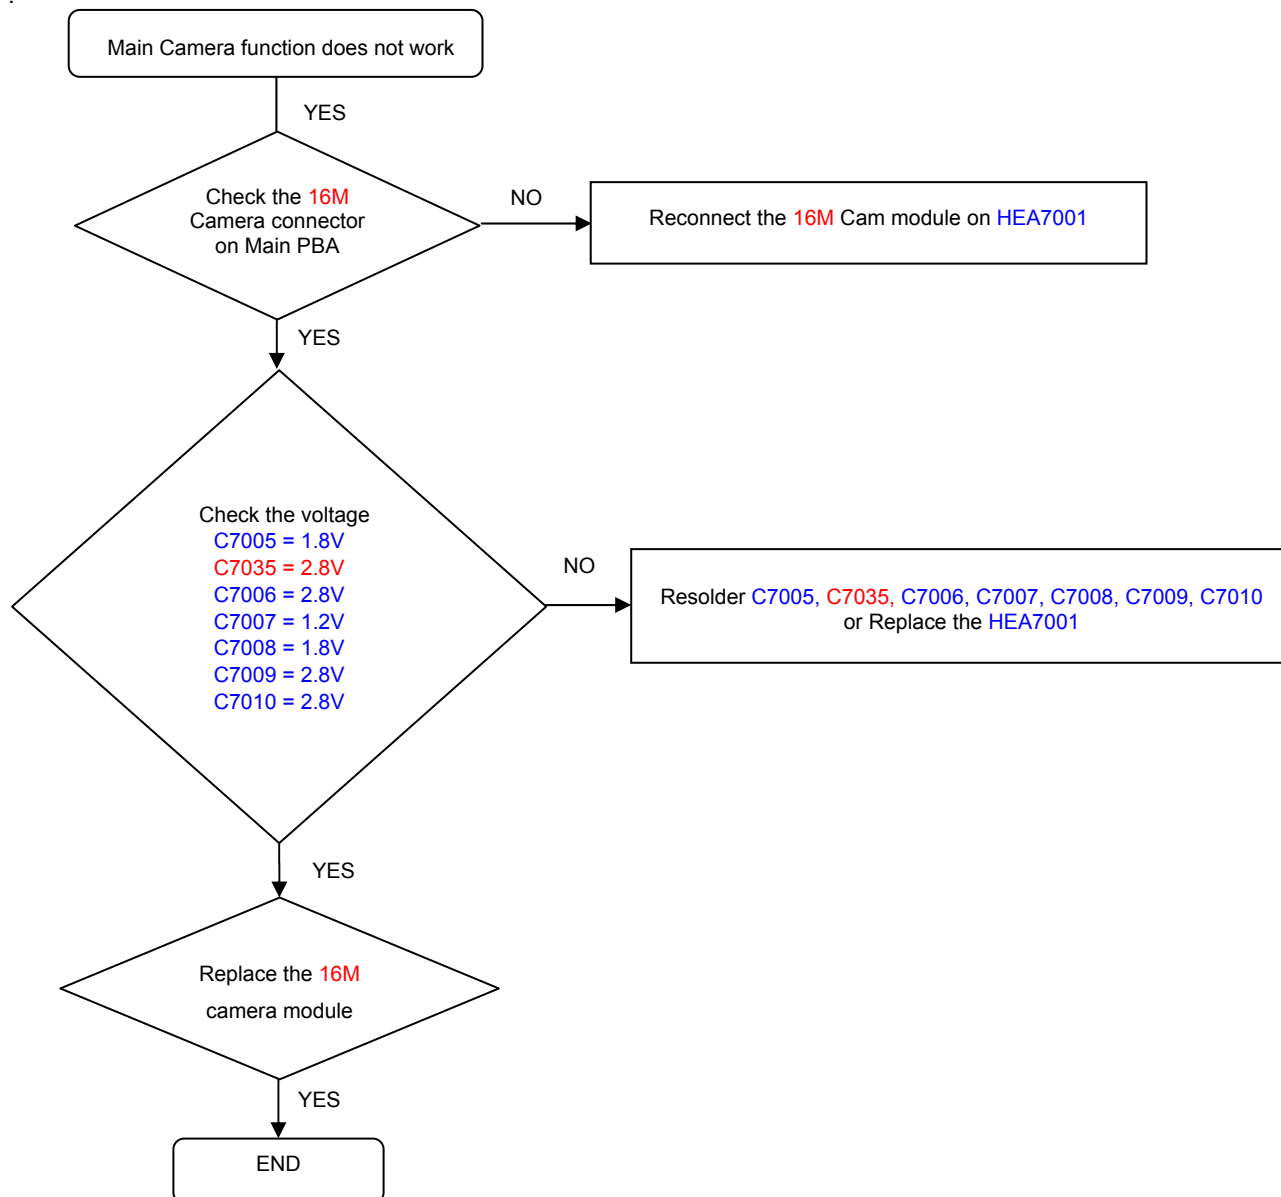 Main Camera function does not work
YES
Check the 16M
Camera connector
on Main PBA
NO
Reconnect the 16M Cam module on HEA7001
YES
Check the voltage
C7005 = 1.8V
C7035 = 2.8V
C7006 = 2.8V
C7007 = 1.2V
C7008 = 1.8V
C7009 = 2.8V
C7010 = 2.8V
NO
Resolder C7005, C7035, C7006, C7007, C7008, C7009, C7010
or Replace the HEA7001
YES
Replace the 16M
camera module
YES
END